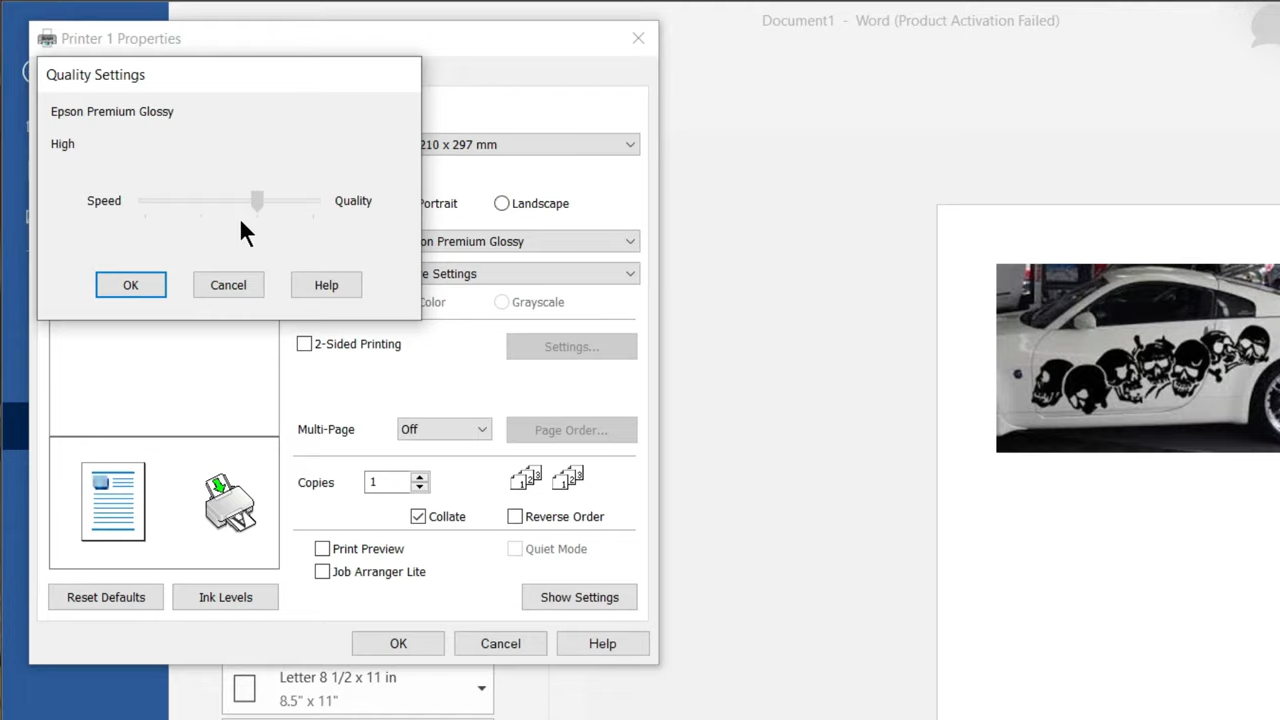 Document1 - Word (Product Activation Failed)
Printer 1 Properties
Quality Settings
Epson Premium Glossy
High
Speed
Quality
OK
Cancel
Help
210 x 297 mm
Portrait
Landscape
on Premium Glossy
e Settings
Color
Grayscale
2-Sided Printing
Settings...
Multi-Page
Off
Page Order...
Copies
1
Collate
Reverse Order
Print Preview
Quiet Mode
Job Arranger Lite
Reset Defaults
Ink Levels
Show Settings
OK
Cancel
Help
Letter 8 1/2 x 11 in
8.5" x 11"